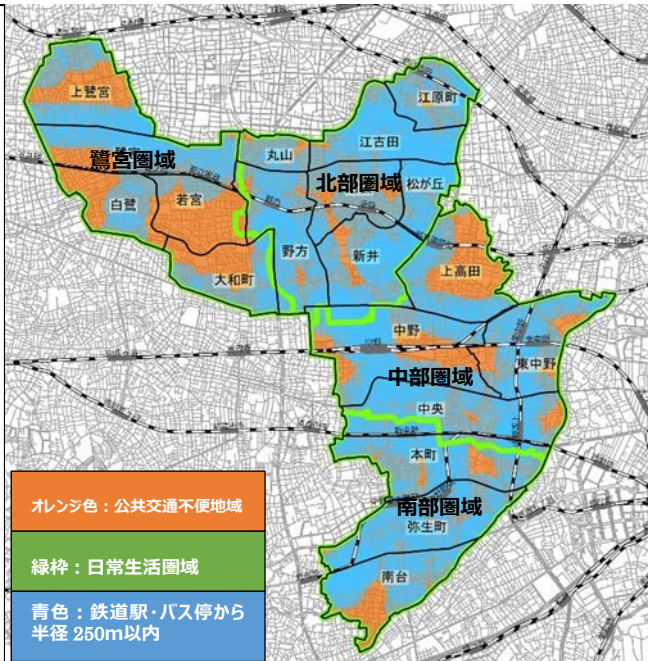 上鷺宮
江原町
丸山
江古田
鷺宮圏域
北部圏域
松が丘
白鷺
若宮
野方
新井
上高田
大和町
中野
東中野
中部圏域
中央
本町
南部圏域
弥生町
南台
オレンジ色：公共交通不便地域
緑枠：日常生活圏域
青色：鉄道駅・バス停から
半径 250m以内